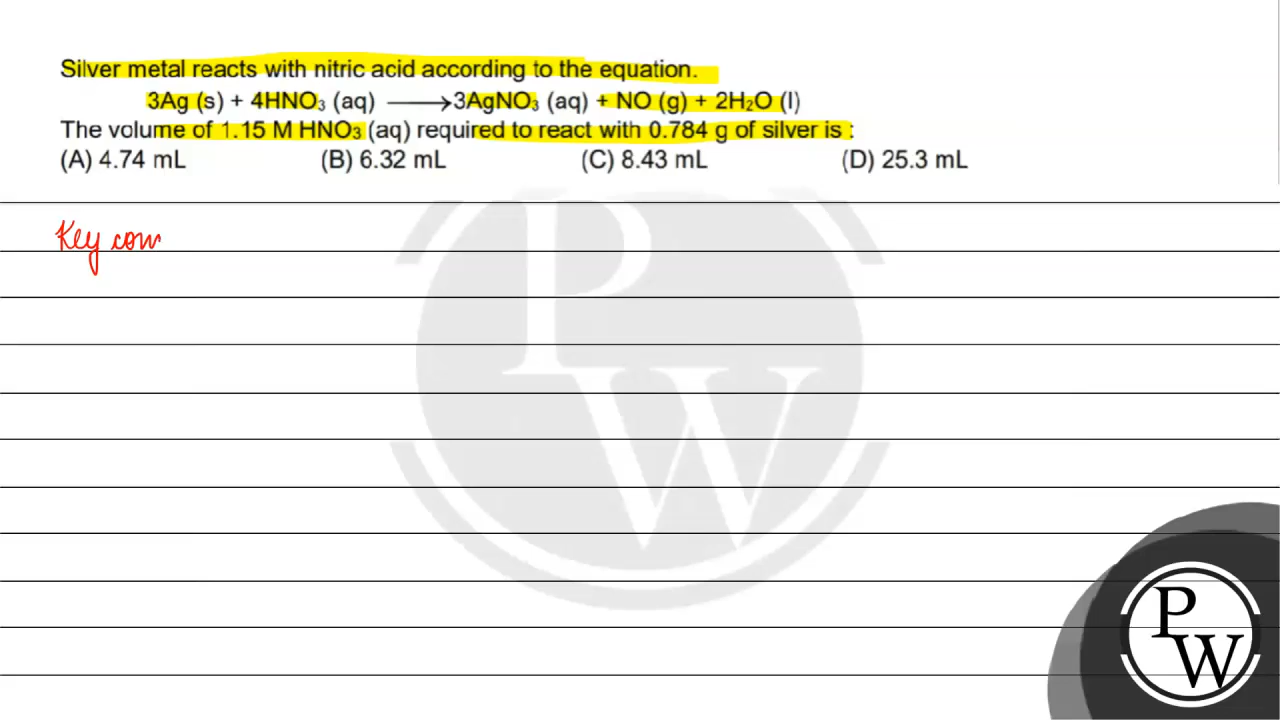 Silver metal reacts with nitric acid according to the equation.
3Ag (s) + 4HNO₃ (aq) ⟶ 3AgNO₃ (aq) + NO (g) + 2H₂O (l)
The volume of 1.15 M HNO₃ (aq) required to react with 0.784 g of silver is :
(A) 4.74 mL (B) 6.32 mL (C) 8.43 mL (D) 25.3 mL
Key con
P
W
P
W